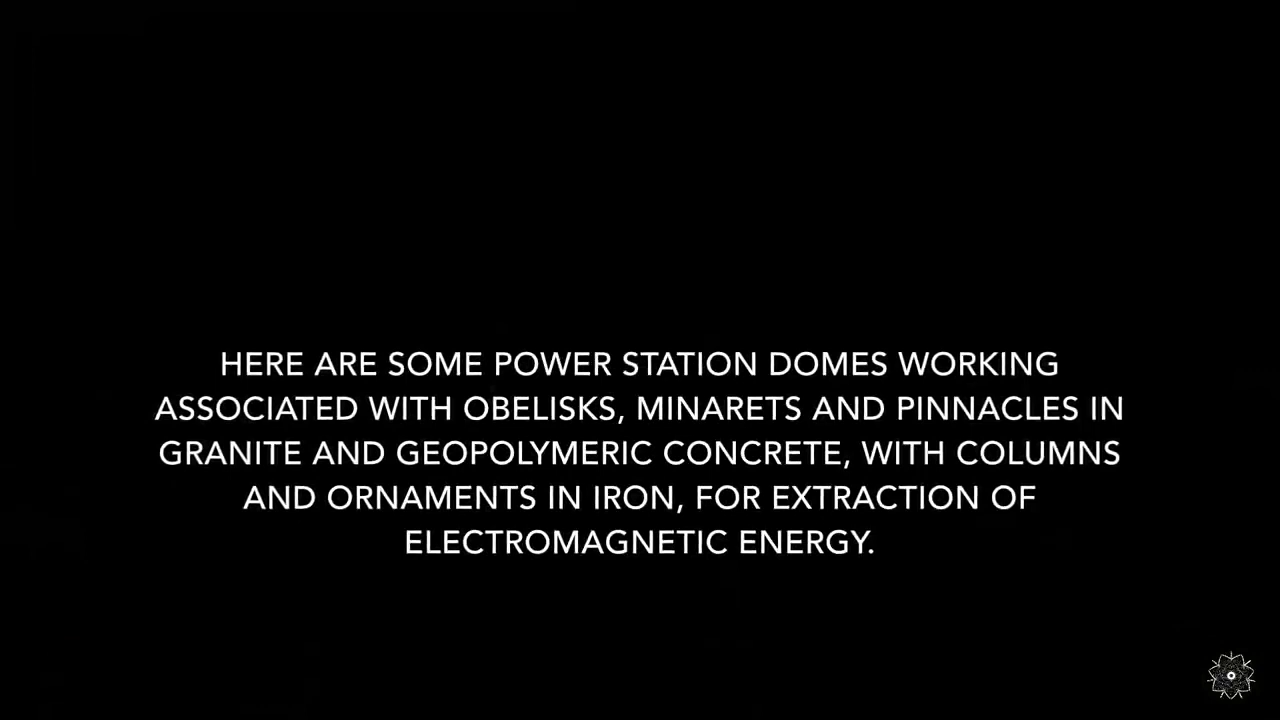 HERE ARE SOME POWER STATION DOMES WORKING
ASSOCIATED WITH OBELISKS, MINARETS AND PINNACLES IN
GRANITE AND GEOPOLYMERIC CONCRETE, WITH COLUMNS
AND ORNAMENTS IN IRON, FOR EXTRACTION OF
ELECTROMAGNETIC ENERGY.